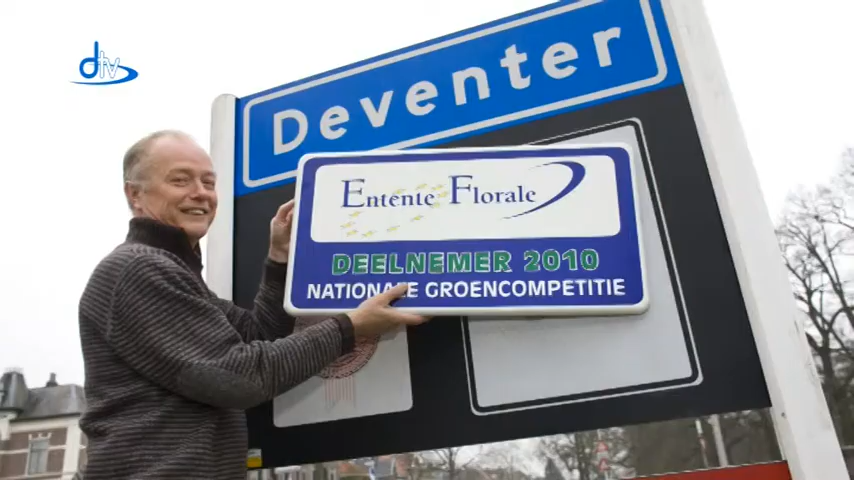 dtv
Deventer
Entente Florale
DEELNEMER 2010
NATIONALE GROENCOMPETITIE